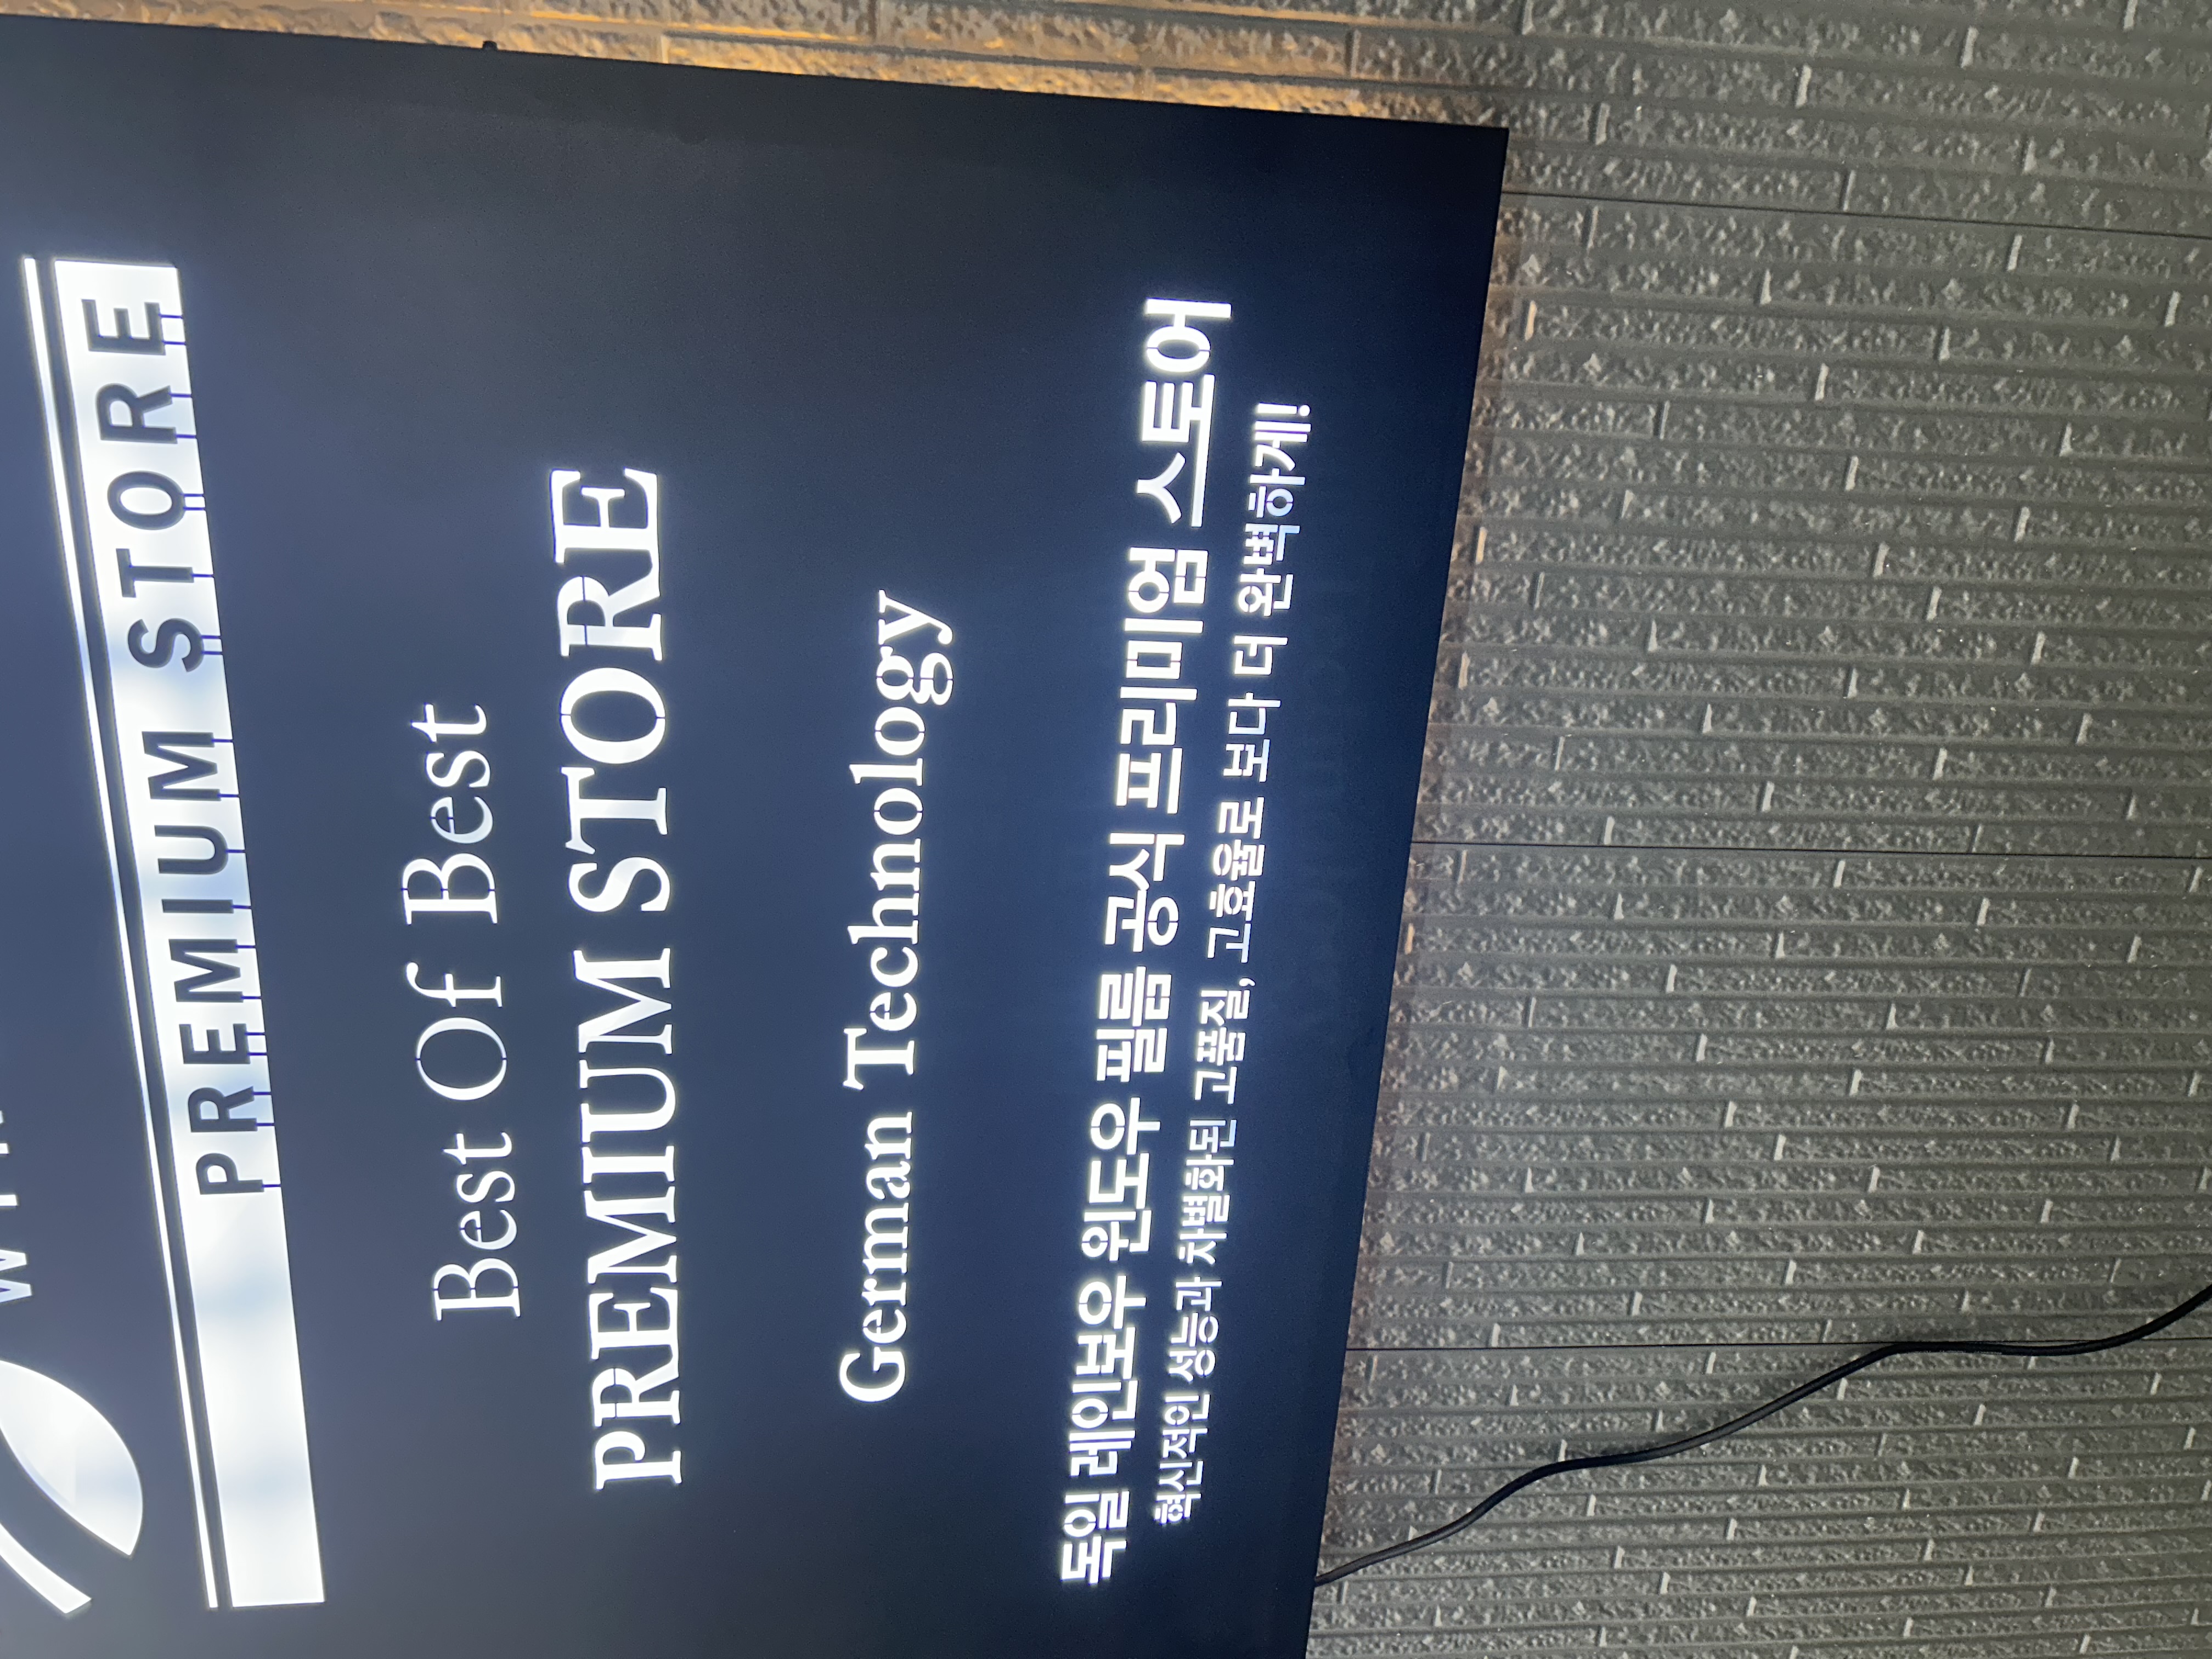 PREMIUM STORE
Best Of Best
PREMIUM STORE
German Technology
독일 레인보우 윈도우 필름 공식 프리미엄 스토어
혁신적인 성능과 차별화된 고품질, 고효율로 보다 더 완벽하게!